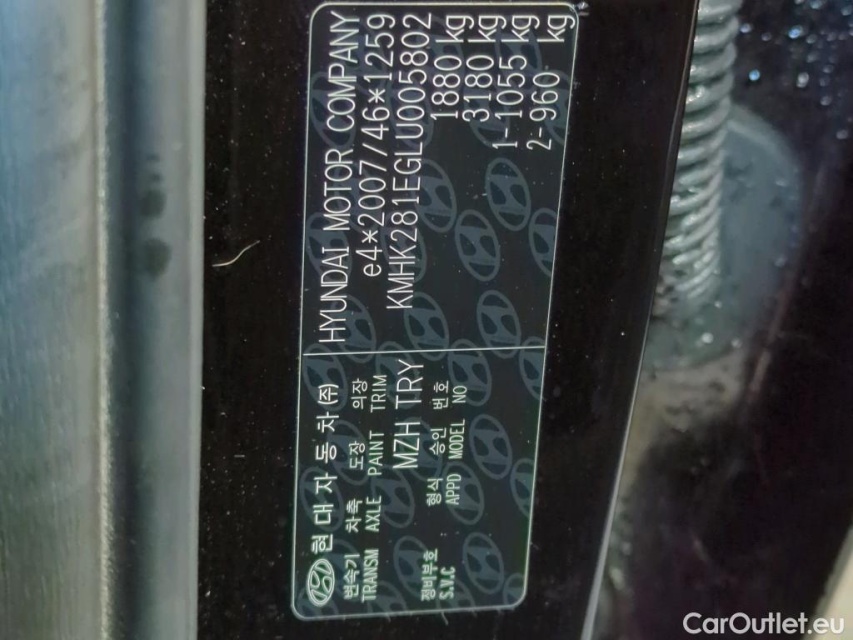 현대자동차(주)
변속기 차축 도장 의장
TRANSM AXLE PAINT TRIM
MZH TRY
정비부호 형식 승인 번호
S.V.C APPD MODEL NO
HYUNDAI MOTOR COMPANY
e4*2007/46*1259
KMHK281EGLU005802
1880 kg
3180 kg
1-1055 kg
2-960 kg
CarOutlet.eu